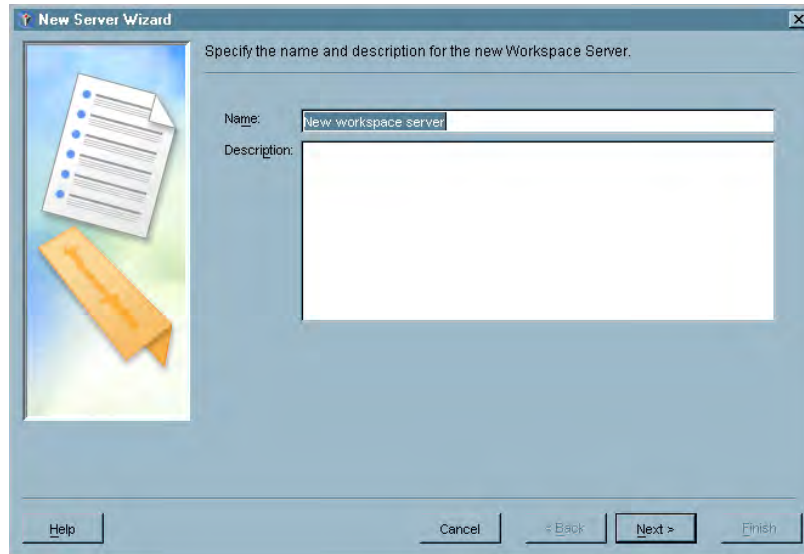 New Server Wizard
Specify the name and description for the new Workspace Server.
Name: New workspace server
Description:
Help Cancel < Back Next > Finish